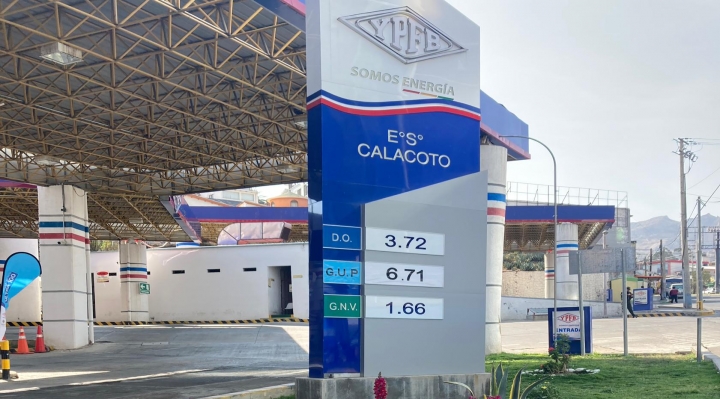 YPFB
SOMOS ENERGÍA
E°S°
CALACOTO
D.O. 3.72
G.U.P 6.71
G.N.V. 1.66
YPFB
ENTRADA